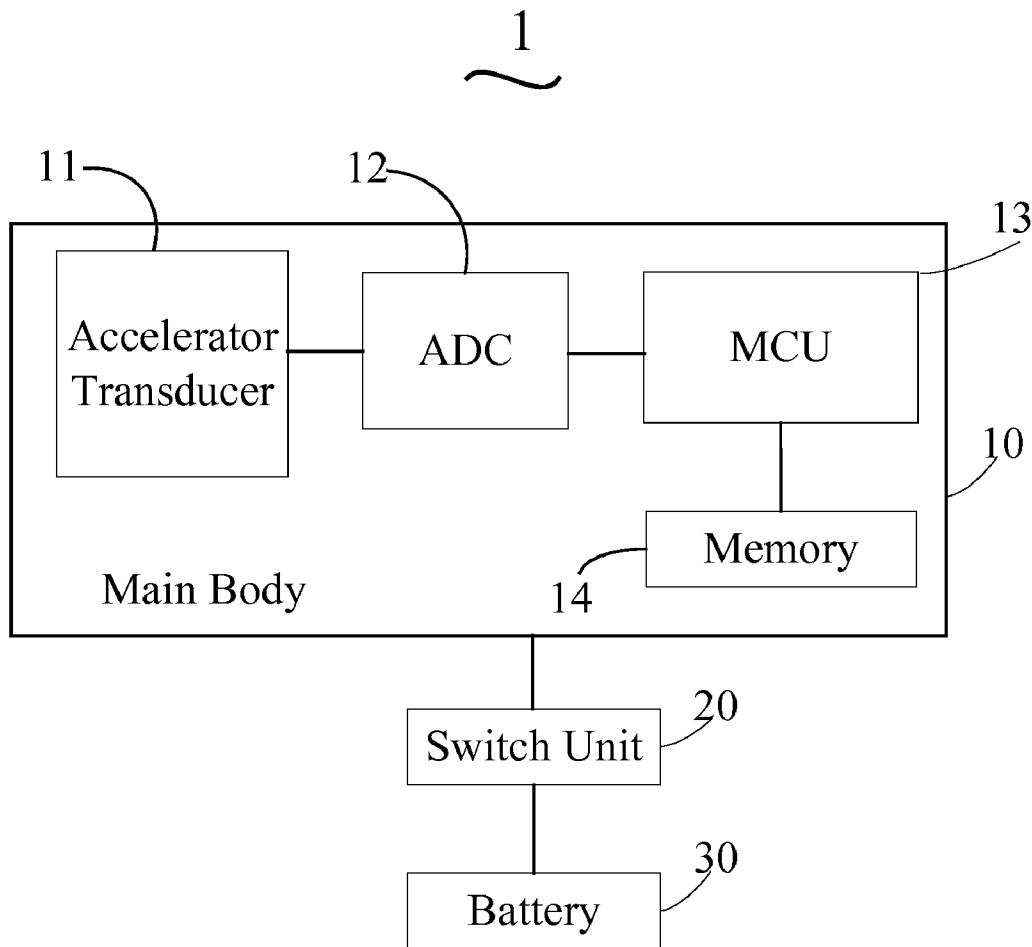 1
11
12
13
Accelerator
Transducer
ADC
MCU
10
Memory
14
Main Body
20
Switch Unit
30
Battery